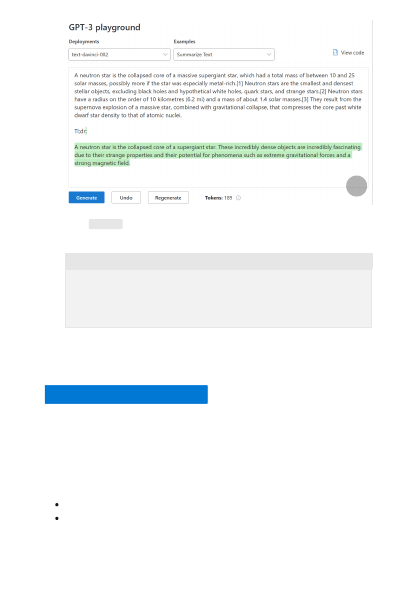 GPT-3 playground
Deployments Examples
text-davinci-002 Summarize Text View code
A neutron star is the collapsed core of a massive supergiant star, which had a total mass of between 10 and 25
solar masses, possibly more if the star was especially metal-rich.[1] Neutron stars are the smallest and densest
stellar objects, excluding black holes and hypothetical white holes, quark stars, and strange stars.[2] Neutron stars
have a radius on the order of 10 kilometres (6.2 mi) and a mass of about 1.4 solar masses.[3] They result from the
supernova explosion of a massive star, combined with gravitational collapse, that compresses the core past white
dwarf star density to that of atomic nuclei.
Tl;dr:
A neutron star is the collapsed core of a supergiant star. These incredibly dense objects are incredibly fascinating
due to their strange properties and their potential for phenomena such as extreme gravitational forces and a
strong magnetic field.
Generate Undo Regenerate Tokens: 189